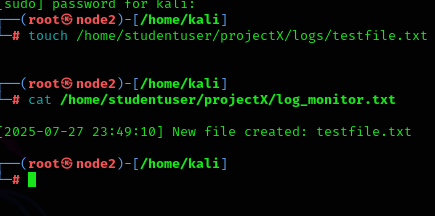 [sudo] password for kali:
┌──(root㉿node2)-[/home/kali]
└─# touch /home/studentuser/projectX/logs/testfile.txt
┌──(root㉿node2)-[/home/kali]
└─# cat /home/studentuser/projectX/log_monitor.txt
[2025-07-27 23:49:10] New file created: testfile.txt
┌──(root㉿node2)-[/home/kali]
└─#